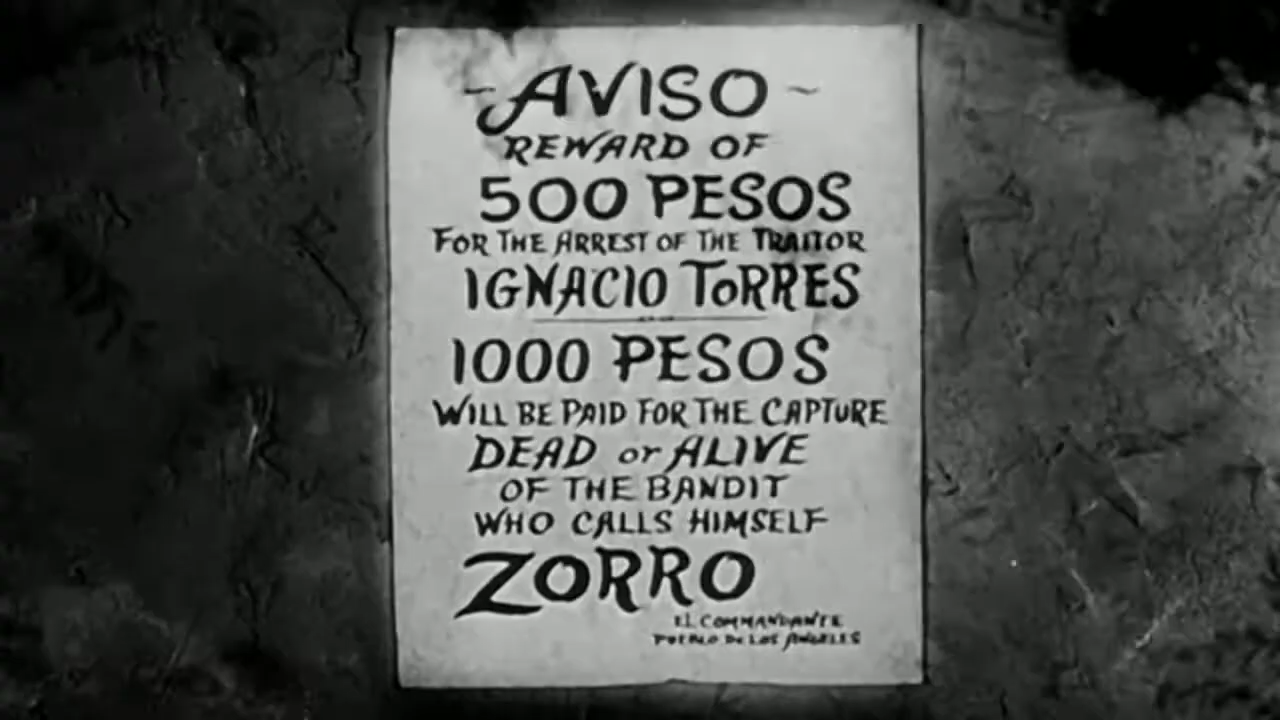 - AVISO ~
REWARD OF
500 PESOS
FOR THE ARREST OF THE TRAITOR
IGNACIO TORRES
1000 PESOS
WILL BE PAID FOR THE CAPTURE
DEAD or ALIVE
OF THE BANDIT
WHO CALLS HIMSELF
ZORRO
EL COMMANDANTE
PUEBLO DE LOS ANGELES